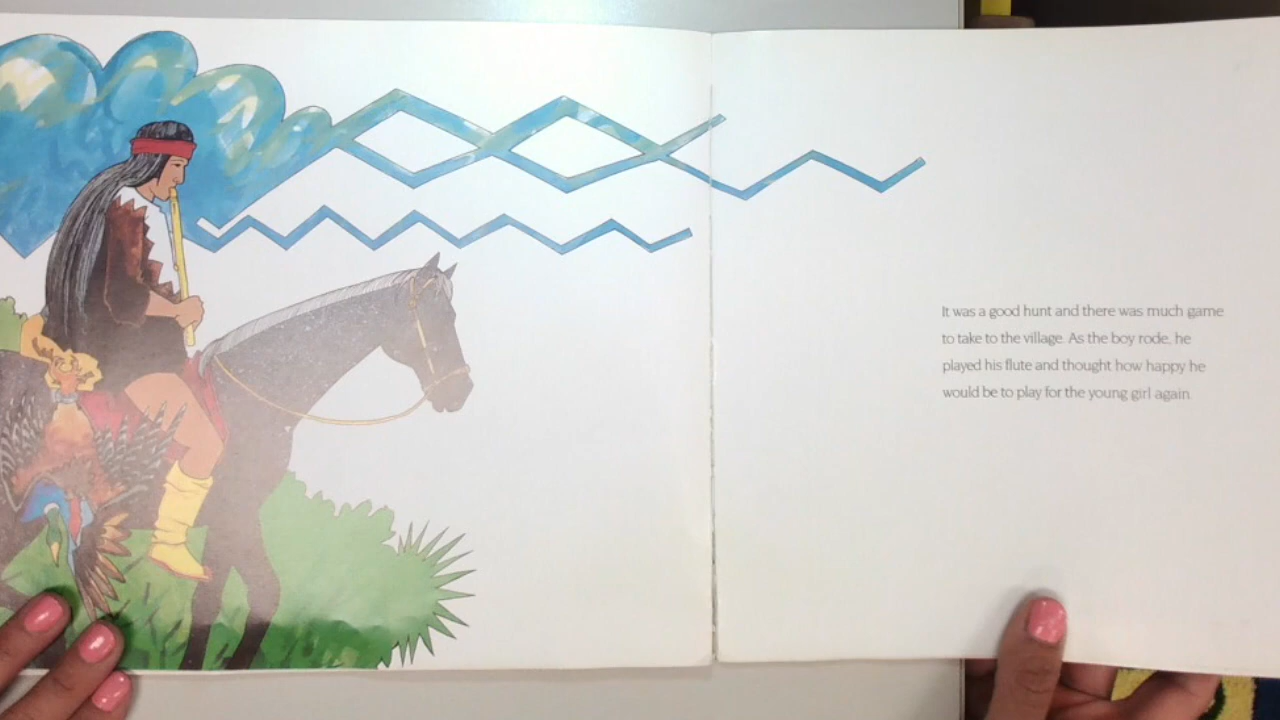 It was a good hunt and there was much game
to take to the village. As the boy rode, he
played his flute and thought how happy he
would be to play for the young girl again.